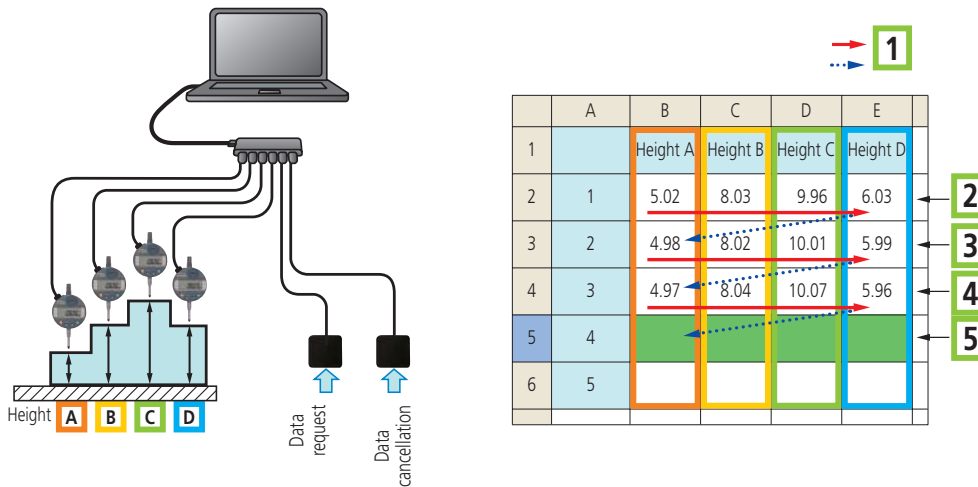 1
A B C D E
1 Height A Height B Height C Height D
2 1 5.02 8.03 9.96 6.03 2
3 2 4.98 8.02 10.01 5.99 3
4 3 4.97 8.04 10.07 5.96 4
5 4 5
6 5
Height A B C D
Data
request
Data
cancellation